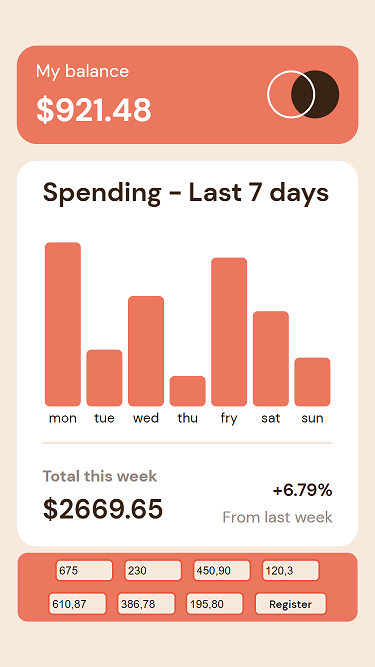 My balance
$921.48
Spending - Last 7 days
mon tue wed thu fry sat sun
Total this week
$2669.65
+6.79%
From last week
675 230 450,90 120,3
610,87 386,78 195,80 Register